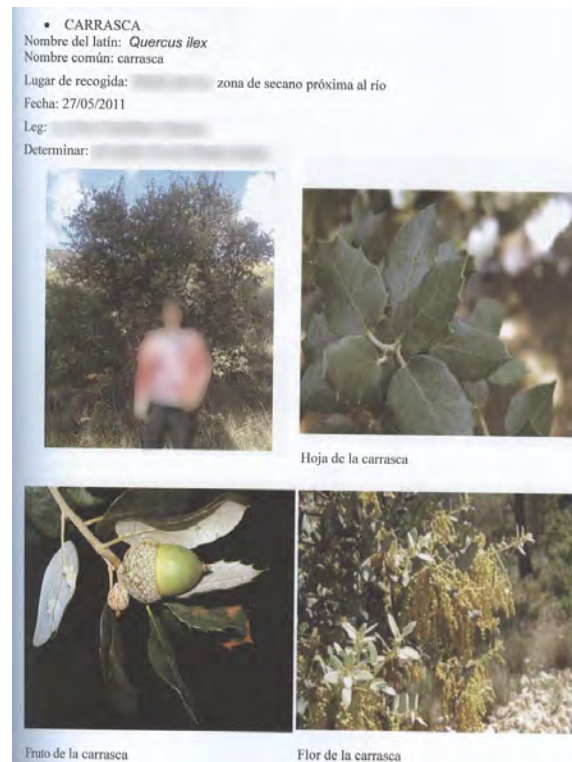 • CARRASCA
Nombre del latín: Quercus ilex
Nombre común: carrasca
Lugar de recogida: zona de secano próxima al río
Fecha: 27/05/2011
Leg:
Determinar:
Hoja de la carrasca
Fruto de la carrasca
Flor de la carrasca